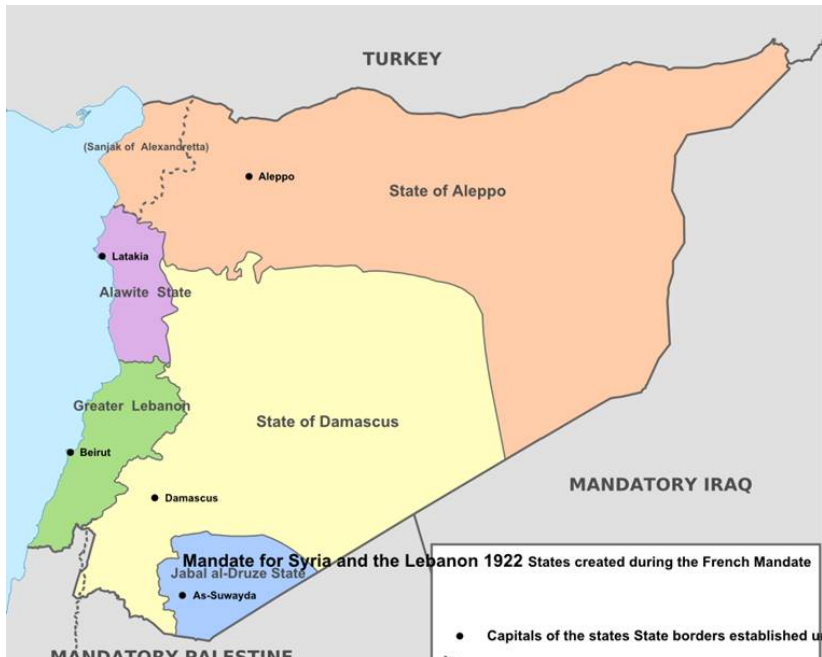 TURKEY
(Sanjak of Alexandretta)
Aleppo
State of Aleppo
Latakia
Alawite State
Greater Lebanon
State of Damascus
Beirut
MANDATORY IRAQ
Damascus
Mandate for Syria and the Lebanon 1922 States created during the French Mandate
Jabal al-Druze State
As-Suwayda
Capitals of the states State borders established u
MANDATORY PALESTINE